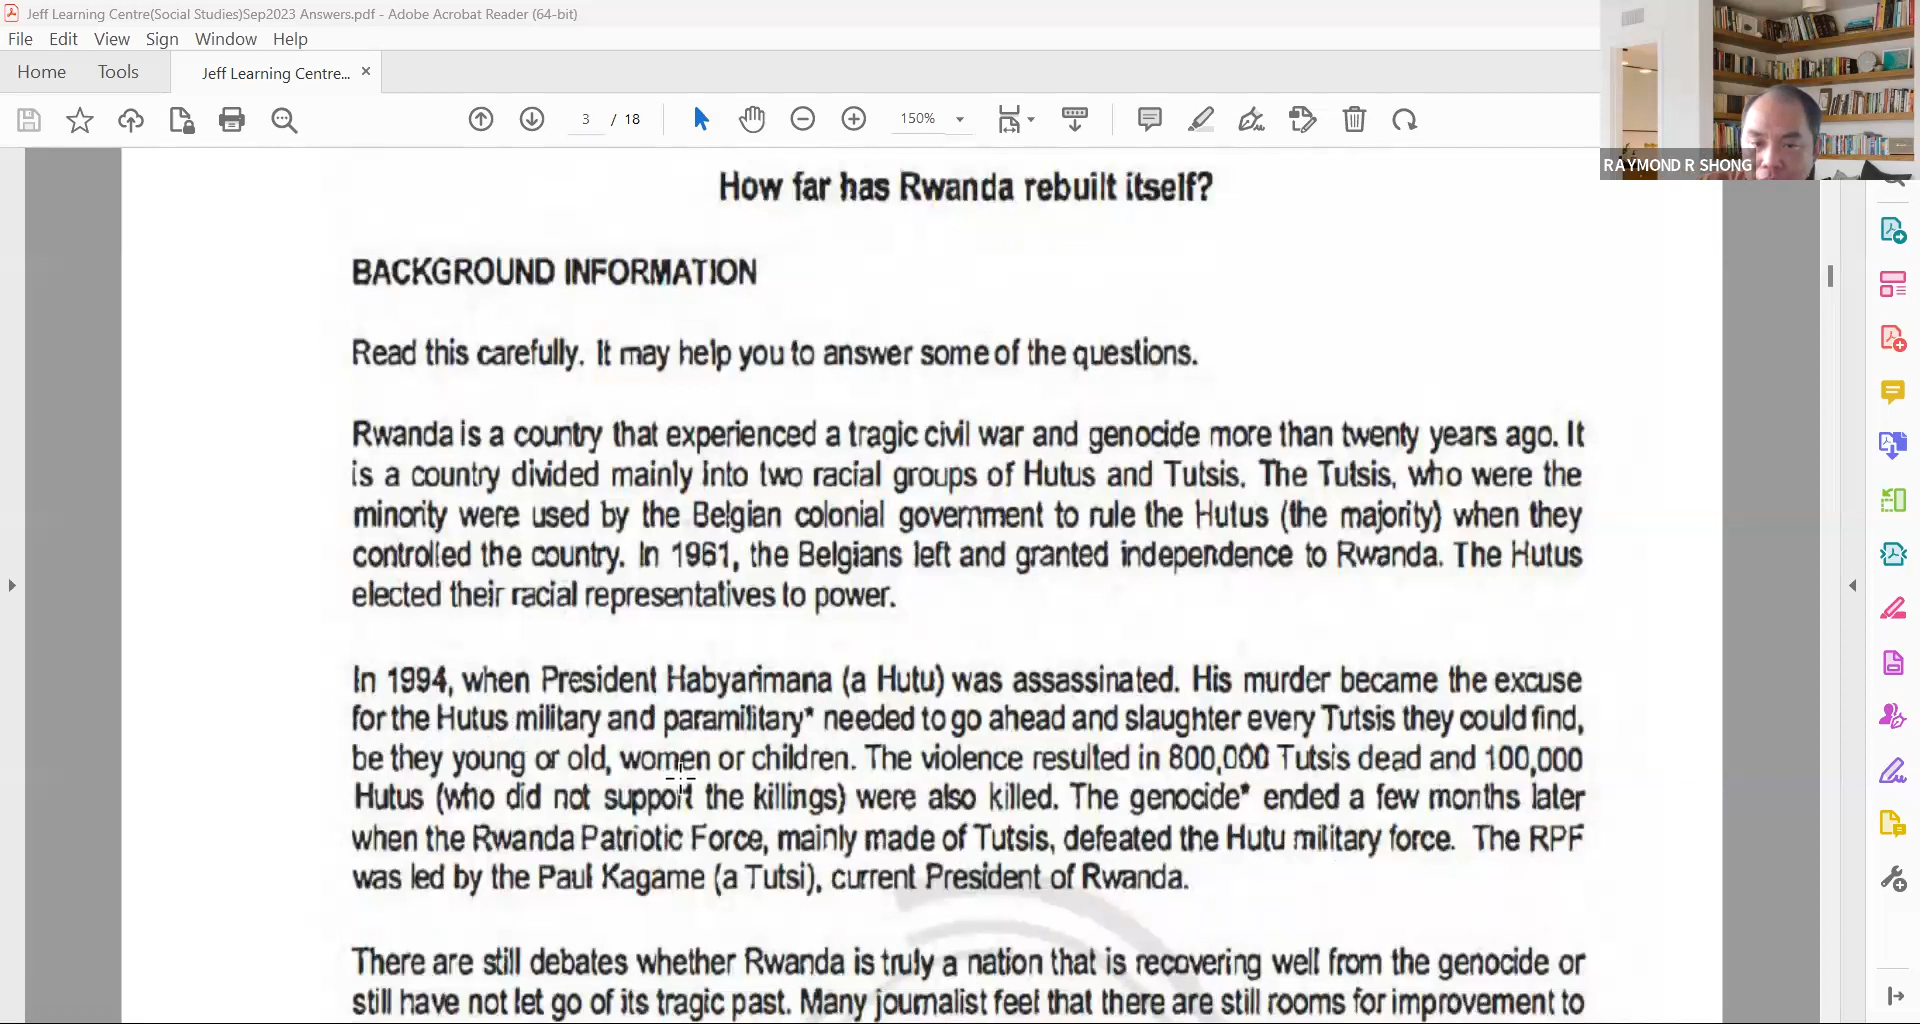 Jeff Learning Centre(Social Studies)Sep2023 Answers.pdf - Adobe Acrobat Reader (64-bit)
File Edit View Sign Window Help
Home Tools Jeff Learning Centre... ×
3 / 18 150%
RAYMOND R SHONG
How far has Rwanda rebuilt itself?
BACKGROUND INFORMATION
Read this carefully. It may help you to answer some of the questions.
Rwanda is a country that experienced a tragic civil war and genocide more than twenty years ago. It
is a country divided mainly into two racial groups of Hutus and Tutsis. The Tutsis, who were the
minority were used by the Belgian colonial government to rule the Hutus (the majority) when they
controlled the country. In 1961, the Belgians left and granted independence to Rwanda. The Hutus
elected their racial representatives to power.
In 1994, when President Habyarimana (a Hutu) was assassinated. His murder became the excuse
for the Hutus military and paramilitary* needed to go ahead and slaughter every Tutsis they could find,
be they young or old, women or children. The violence resulted in 800,000 Tutsis dead and 100,000
Hutus (who did not support the killings) were also killed. The genocide* ended a few months later
when the Rwanda Patriotic Force, mainly made of Tutsis, defeated the Hutu military force. The RPF
was led by the Paul Kagame (a Tutsi), current President of Rwanda.
There are still debates whether Rwanda is truly a nation that is recovering well from the genocide or
still have not let go of its tragic past. Many journalist feel that there are still rooms for improvement to